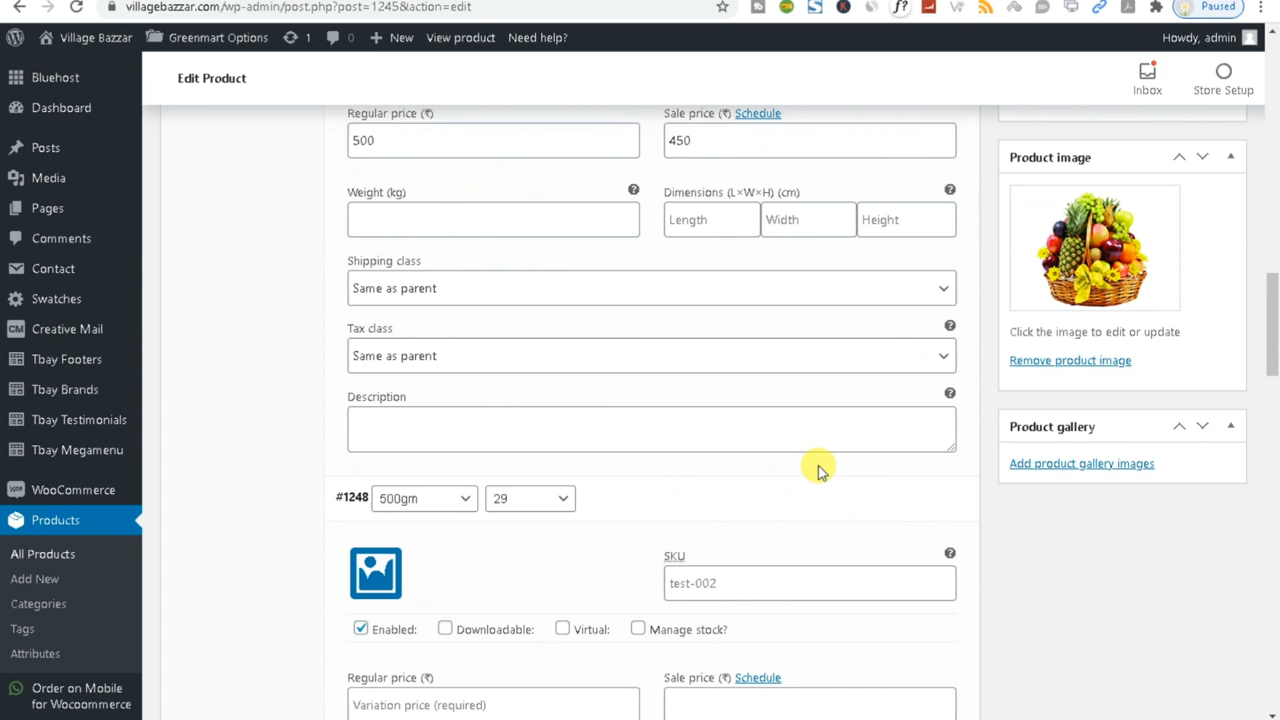 villagebazzar.com/wp-admin/post.php?post=1245&action=edit
Paused
Village Bazzar
Greenmart Options
1
0
New
View product
Need help?
Howdy, admin
Bluehost
Dashboard
Posts
Media
Pages
Comments
Contact
Swatches
Creative Mail
Tbay Footers
Tbay Brands
Tbay Testimonials
Tbay Megamenu
WooCommerce
Products
All Products
Add New
Categories
Tags
Attributes
Order on Mobile
for Wocoommerce
Edit Product
Inbox
Store Setup
Regular price (₹)
Sale price (₹) Schedule
500
450
Weight (kg)
Dimensions (L×W×H) (cm)
Length
Width
Height
Shipping class
Same as parent
Tax class
Same as parent
Description
#1248
500gm
29
SKU
test-002
Enabled:
Downloadable:
Virtual:
Manage stock?
Regular price (₹)
Sale price (₹) Schedule
Variation price (required)
Product image
Click the image to edit or update
Remove product image
Product gallery
Add product gallery images